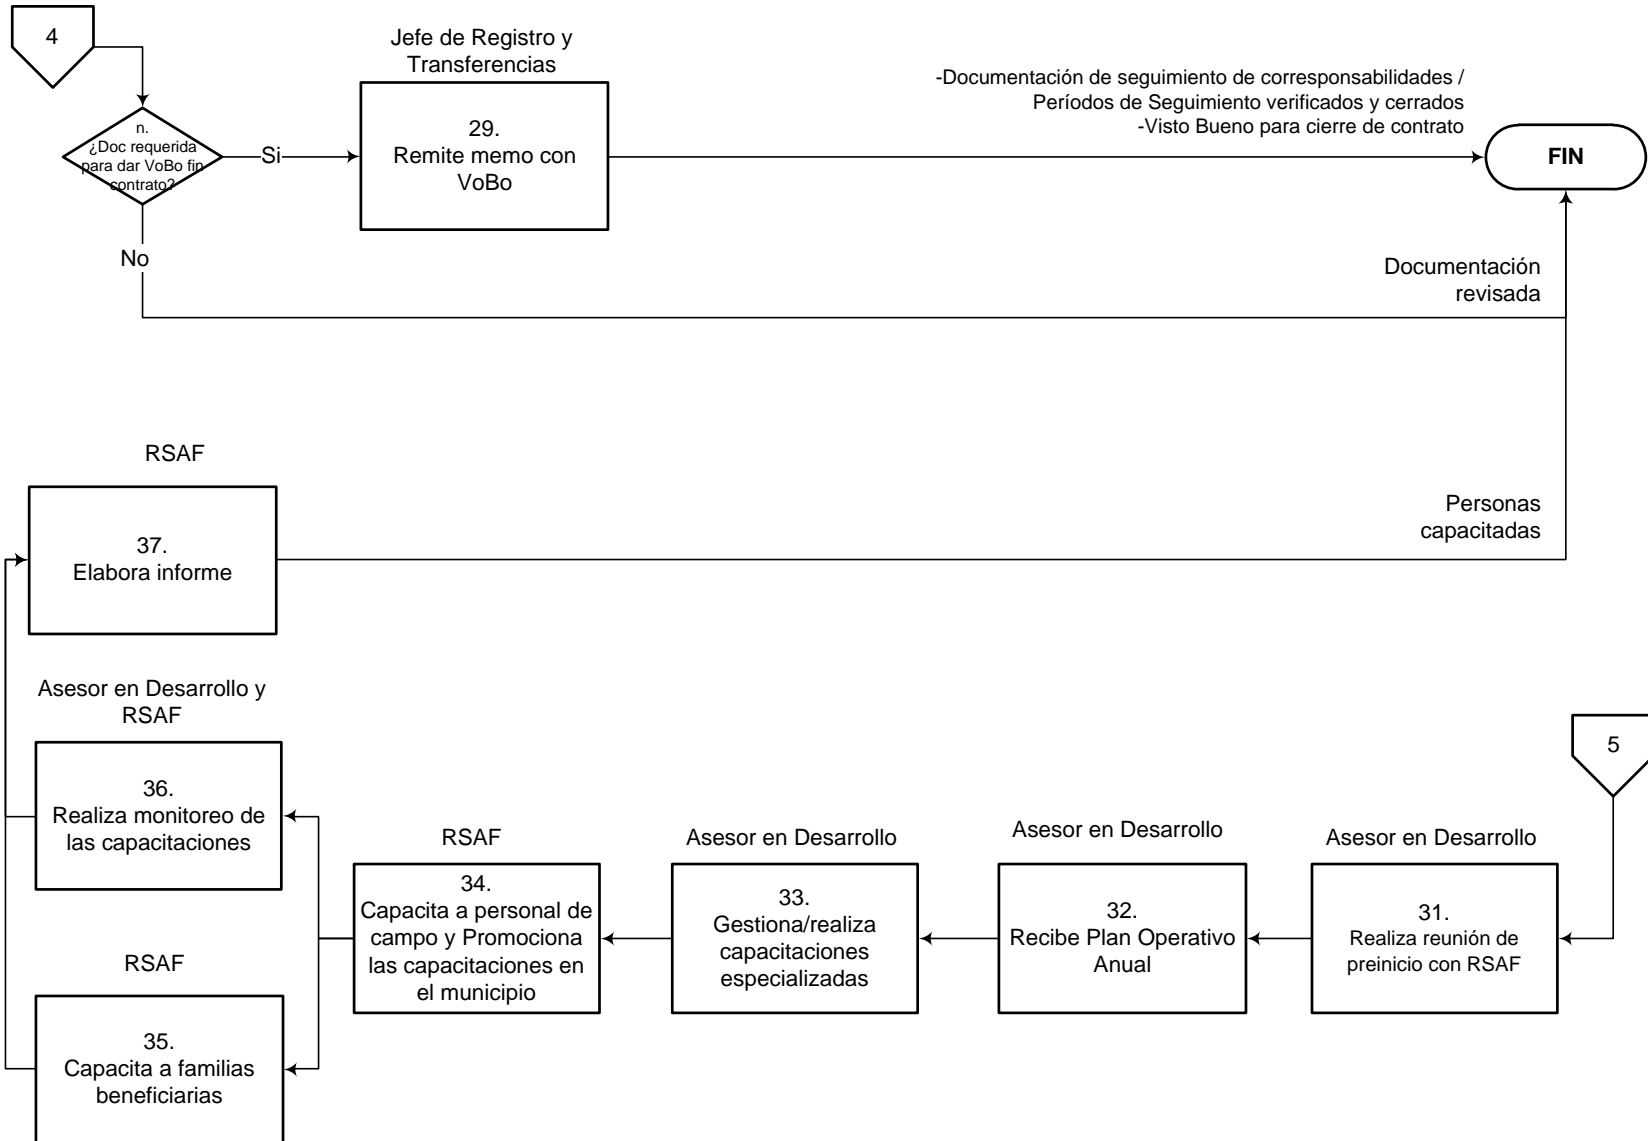 4
Jefe de Registro y
Transferencias
n.
¿Doc requerida
para dar VoBo fin
contrato?
Si
29.
Remite memo con
VoBo
-Documentación de seguimiento de corresponsabilidades /
Períodos de Seguimiento verificados y cerrados
-Visto Bueno para cierre de contrato
FIN
No
Documentación
revisada
RSAF
37.
Elabora informe
Personas
capacitadas
Asesor en Desarrollo y
RSAF
36.
Realiza monitoreo de
las capacitaciones
RSAF
35.
Capacita a familias
beneficiarias
RSAF
34.
Capacita a personal de
campo y Promociona
las capacitaciones en
el municipio
Asesor en Desarrollo
33.
Gestiona/realiza
capacitaciones
especializadas
Asesor en Desarrollo
32.
Recibe Plan Operativo
Anual
Asesor en Desarrollo
31.
Realiza reunión de
preinicio con RSAF
5